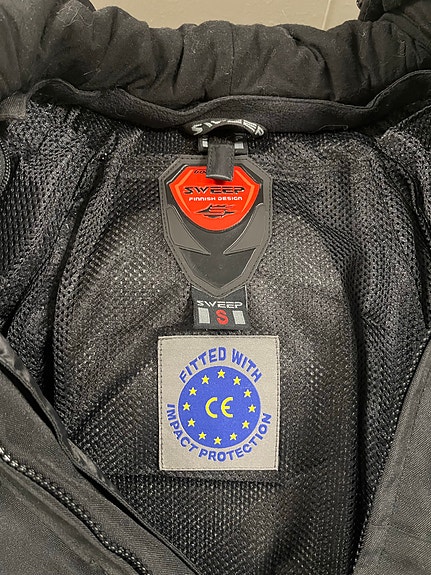 SWEEP
SWEEP
FINNISH DESIGN
SWEEP
S
FITTED WITH
CE
IMPACT PROTECTION